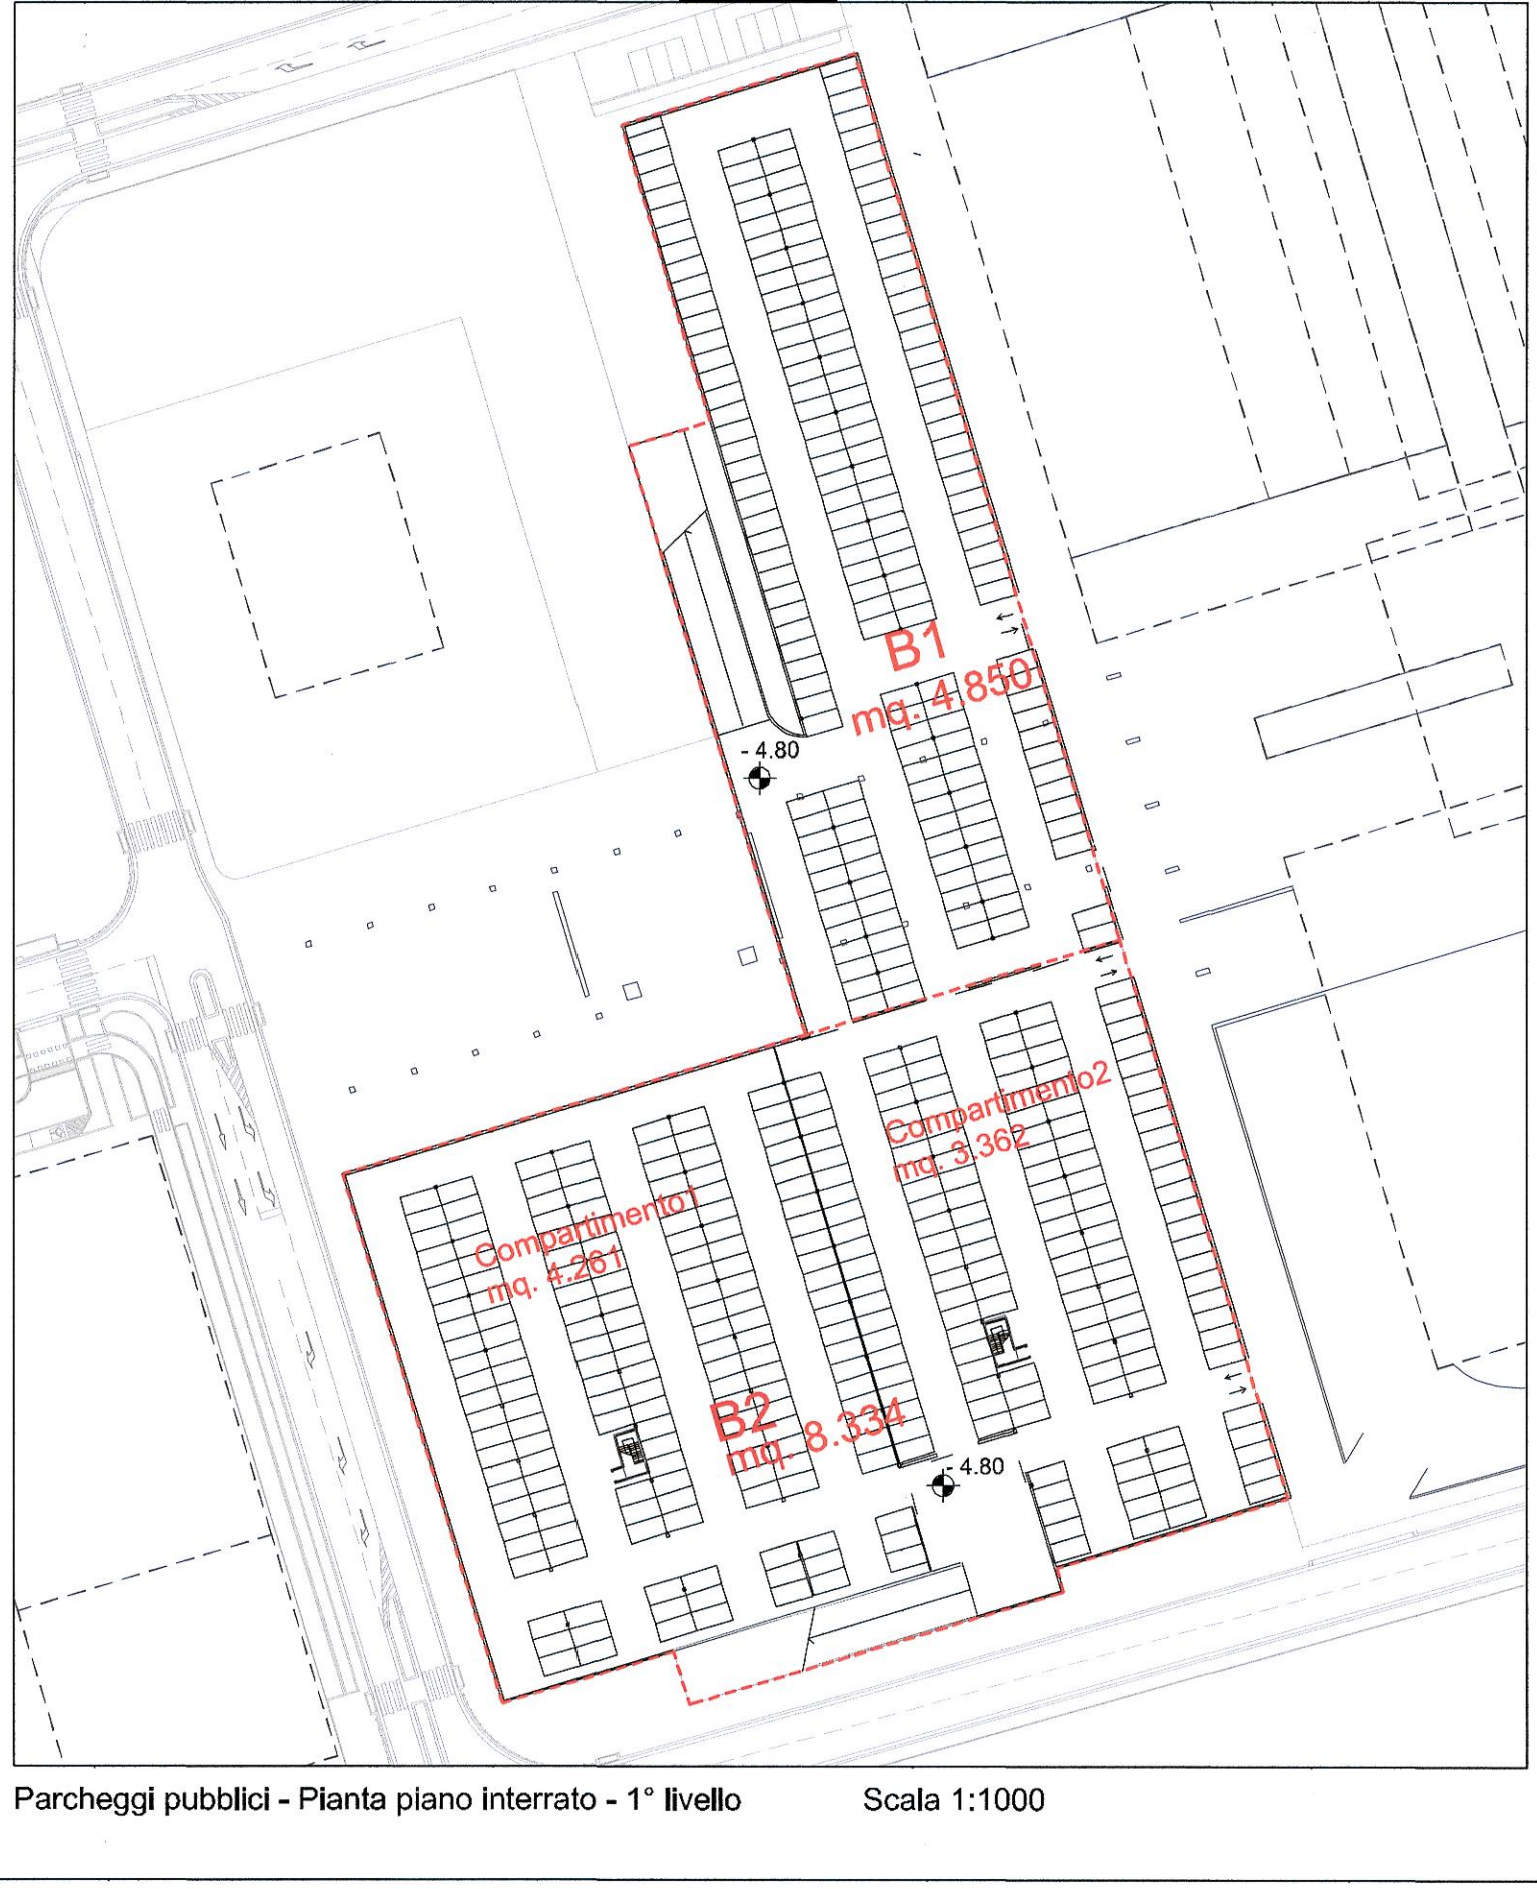 B1
mq. 4.850
- 4.80
Compartimento2
mq. 3.362
Compartimento1
mq. 4.261
B2
mq. 8.334
- 4.80
Parcheggi pubblici - Pianta piano interrato - 1° livello
Scala 1:1000